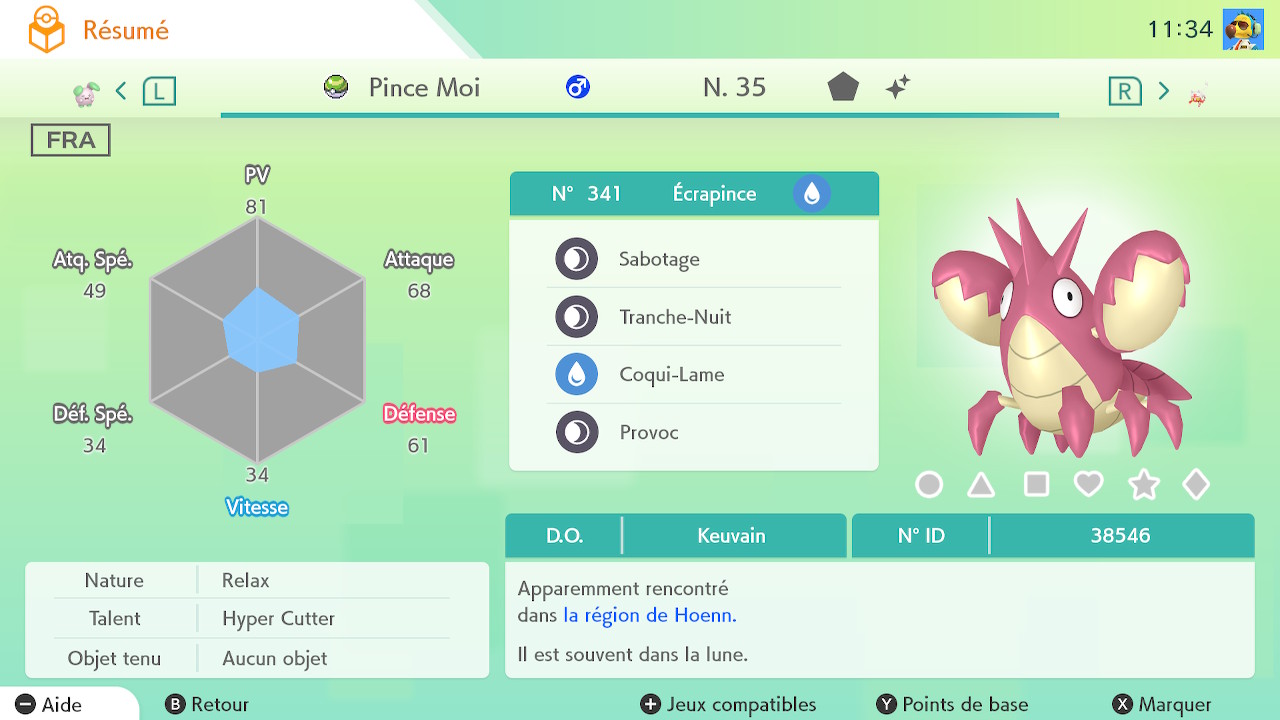 Résumé
11:34
L
Pince Moi
N. 35
R
FRA
PV
81
Atq. Spé.
49
Attaque
68
Déf. Spé.
34
Défense
61
34
Vitesse
N° 341 Écrapince
Sabotage
Tranche-Nuit
Coqui-Lame
Provoc
D.O. Keuvain N° ID 38546
Nature Relax
Talent Hyper Cutter
Objet tenu Aucun objet
Apparemment rencontré
dans la région de Hoenn.
Il est souvent dans la lune.
Aide
B Retour
Jeux compatibles
Y Points de base
X Marquer